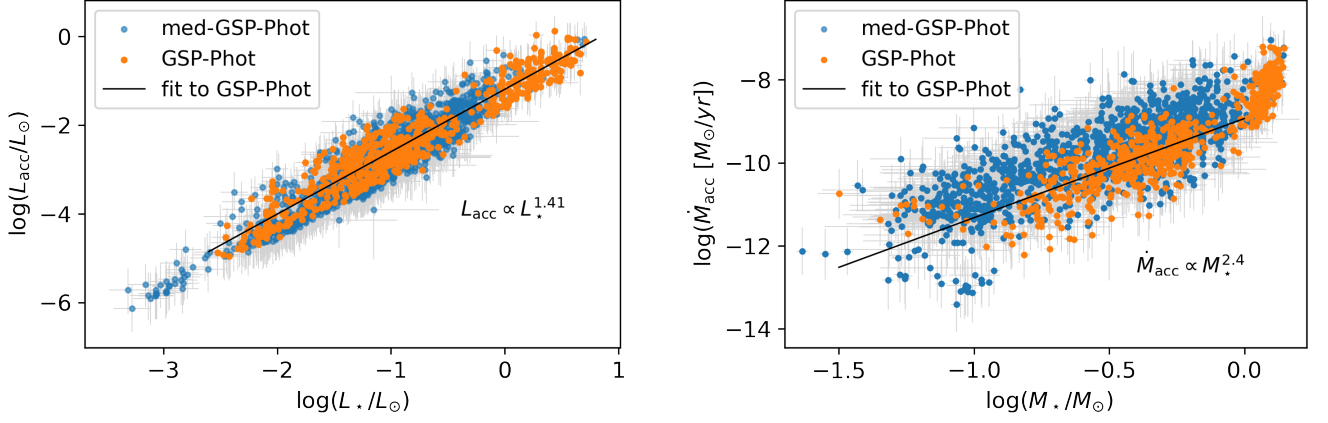 med-GSP-Phot
GSP-Phot
fit to GSP-Phot
0
−2
−4
−6
log(L_acc/L_⊙)
L_acc ∝ L_⋆^1.41
−3
−2
−1
0
1
log(L_⋆/L_⊙)
med-GSP-Phot
GSP-Phot
fit to GSP-Phot
−8
−10
−12
−14
log(Ṁ_acc [M_⊙/yr])
Ṁ_acc ∝ M_⋆^2.4
−1.5
−1.0
−0.5
0.0
log(M_⋆/M_⊙)